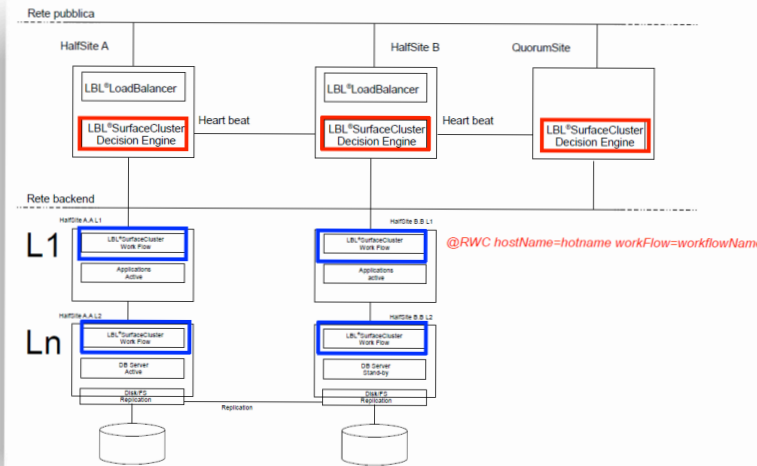 Rete pubblica
HalfSite A
HalfSite B
QuorumSite
LBL®LoadBalancer
LBL®LoadBalancer
Heart beat
Heart beat
LBL®SurfaceCluster
Decision Engine
LBL®SurfaceCluster
Decision Engine
LBL®SurfaceCluster
Decision Engine
Rete backend
HalfSite A.A L1
HalfSite B.B L1
L1
LBL®SurfaceCluster
Work Flow
LBL®SurfaceCluster
Work Flow
@RWC hostName=hotname workFlow=workflowName
Applications
Active
Applications
active
HalfSite A.A L2
HalfSite B.B L2
Ln
LBL®SurfaceCluster
Work Flow
LBL®SurfaceCluster
Work Flow
DB Server
Active
DB Server
Stand-by
Disk/FS
Replication
Disk/FS
Replication
Replication